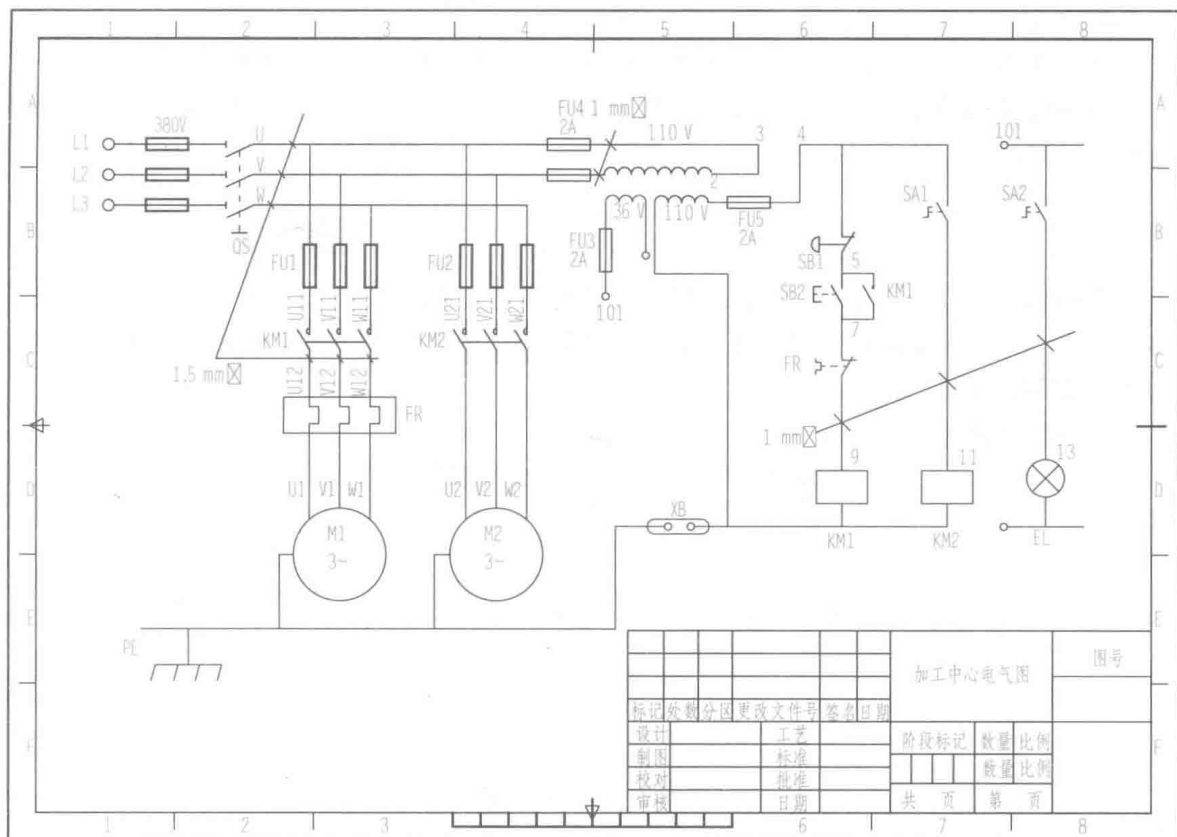 1 2 3 4 5 6 7 8
A A
FU4 1 mm
380V 2A 110 V 3 4
L1 U 101
L2 V
L3 W 2
36 V 110 V SA1 SA2
B B
QS FU5
FU1 FU2 FU3 2A
2A SB1 5
SB2 KM1
U11 V11 W11 U21 V21 W21 101
7
KM1 KM2
C C
1.5 mm FR
U12 V12 W12
FR
1 mm
9 11 13
D D
U1 V1 W1 U2 V2 W2
XB
M1 M2
KM1 KM2 EL
3~ 3~
E E
PE
加工中心电气图 图号
标记 处数 分区 更改文件号 签名 日期
设计 工艺 阶段标记 数量 比例
制图 标准
数量 比例
F F
校对 批准
审核 日期 共 页 第 页
1 2 3 6 7 8